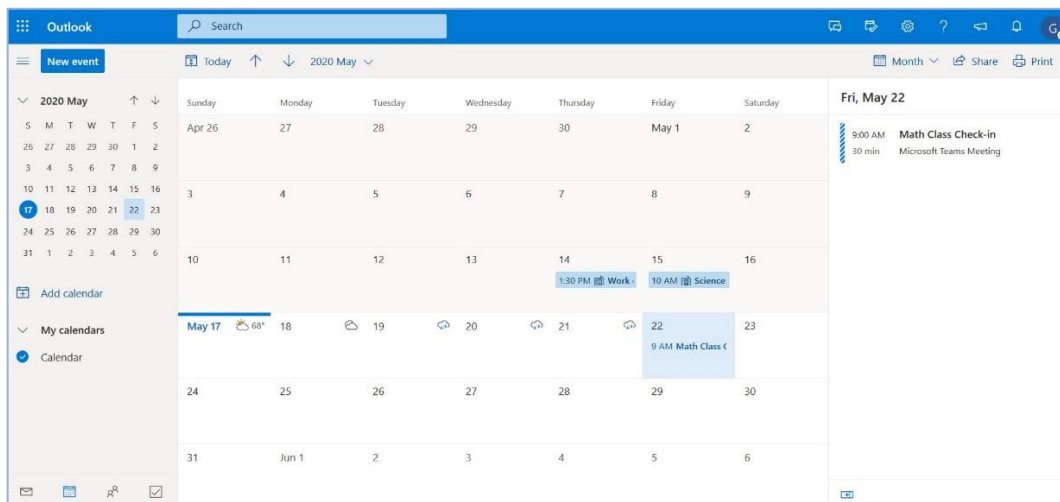 Outlook
Search
G
New event
Today
2020 May
Month
Share
Print
2020 May
S M T W T F S
26 27 28 29 30 1 2
3 4 5 6 7 8 9
10 11 12 13 14 15 16
17 18 19 20 21 22 23
24 25 26 27 28 29 30
31 1 2 3 4 5 6
Add calendar
My calendars
Calendar
Sunday Monday Tuesday Wednesday Thursday Friday Saturday
Apr 26 27 28 29 30 May 1 2
3 4 5 6 7 8 9
10 11 12 13 14 15 16
1:30 PM Work 10 AM Science
May 17 68° 18 19 20 21 22 23
9 AM Math Class C
24 25 26 27 28 29 30
31 Jun 1 2 3 4 5 6
Fri, May 22
9:00 AM Math Class Check-in
30 min Microsoft Teams Meeting